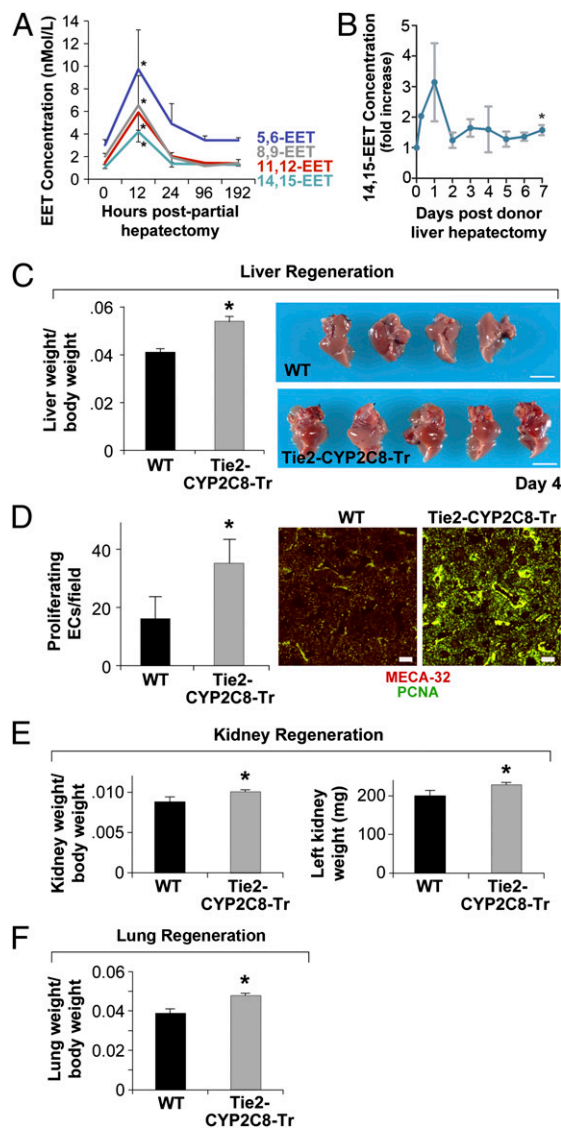 A
EET Concentration (nMol/L)
14
12
10
8
6
4
2
0
*
*
*
*
5,6-EET
8,9-EET
11,12-EET
14,15-EET
0 12 24 96 192
Hours post-partial
hepatectomy
B
14,15-EET Concentration
(fold increase)
5
4
3
2
1
0
*
0 1 2 3 4 5 6 7
Days post donor
liver hepatectomy
C
Liver Regeneration
Liver weight/
body weight
.06
.04
.02
0
*
WT
Tie2-
CYP2C8-Tr
WT
Tie2-CYP2C8-Tr
Day 4
D
Proliferating
ECs/field
40
20
0
*
WT
Tie2-
CYP2C8-Tr
WT
Tie2-CYP2C8-Tr
MECA-32
PCNA
E
Kidney Regeneration
Kidney weight/
body weight
.010
.005
0
*
WT
Tie2-
CYP2C8-Tr
Left kidney
weight (mg)
200
100
0
*
WT
Tie2-
CYP2C8-Tr
F
Lung Regeneration
Lung weight/
body weight
0.06
0.04
0.02
0
*
WT
Tie2-
CYP2C8-Tr